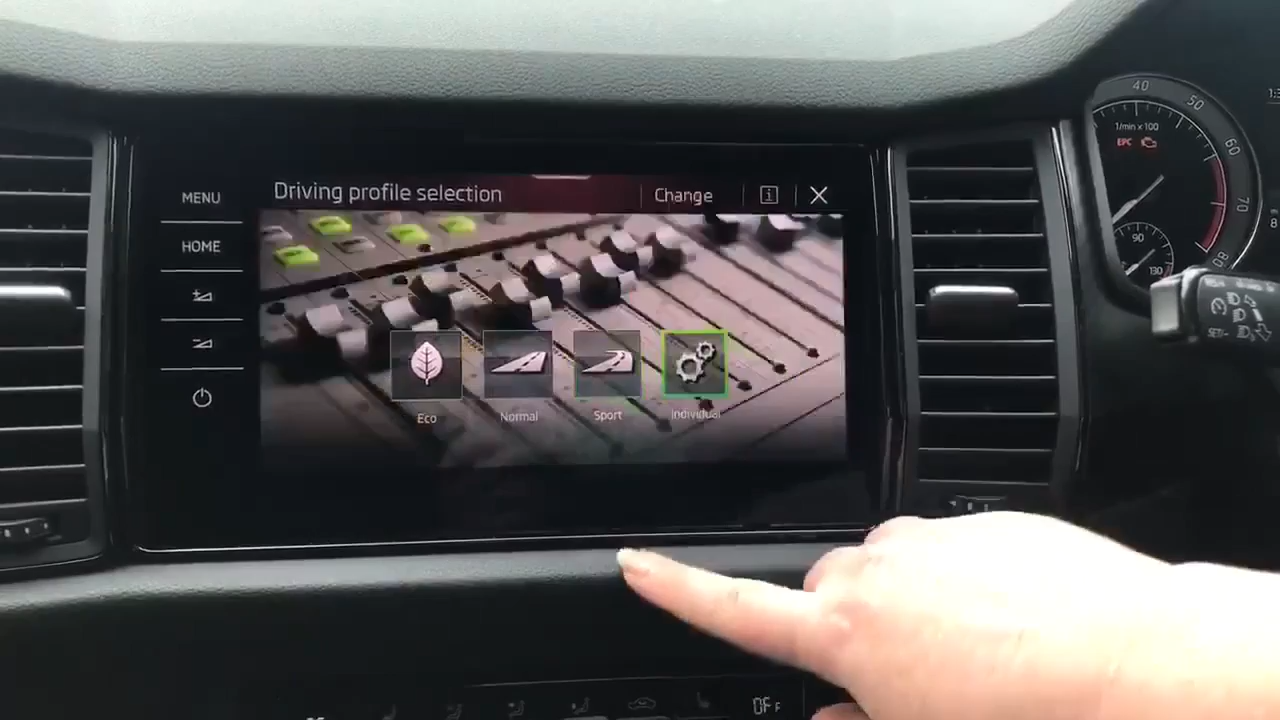 MENU
HOME
Driving profile selection
Change
i
Eco
Normal
Sport
Individual
40
50
60
70
80
1/min x 100
EPC
90
130
OFF